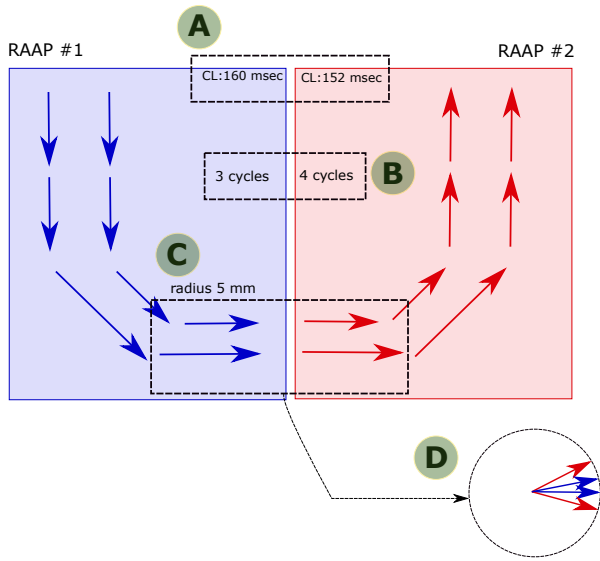 A
RAAP #1
RAAP #2
CL:160 msec
CL:152 msec
3 cycles
4 cycles
B
C
radius 5 mm
D